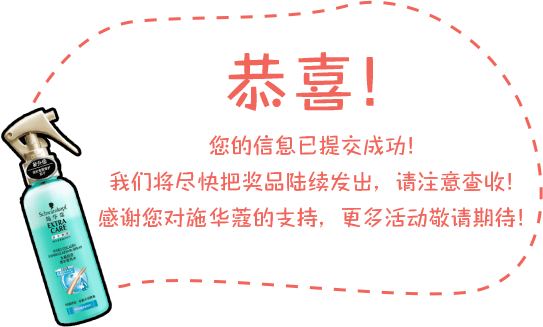 恭喜!
您的信息已提交成功!
我们将尽快把奖品陆续发出，请注意查收!
感谢您对施华蔻的支持，更多活动敬请期待!
Schwarzkopf
施华蔻
EXTRA
CARE